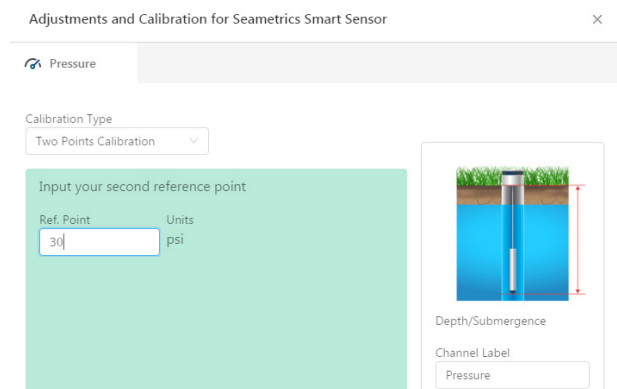 Adjustments and Calibration for Seametrics Smart Sensor
Pressure
Calibration Type
Two Points Calibration
Input your second reference point
Ref. Point Units
30 psi
Depth/Submergence
Channel Label
Pressure